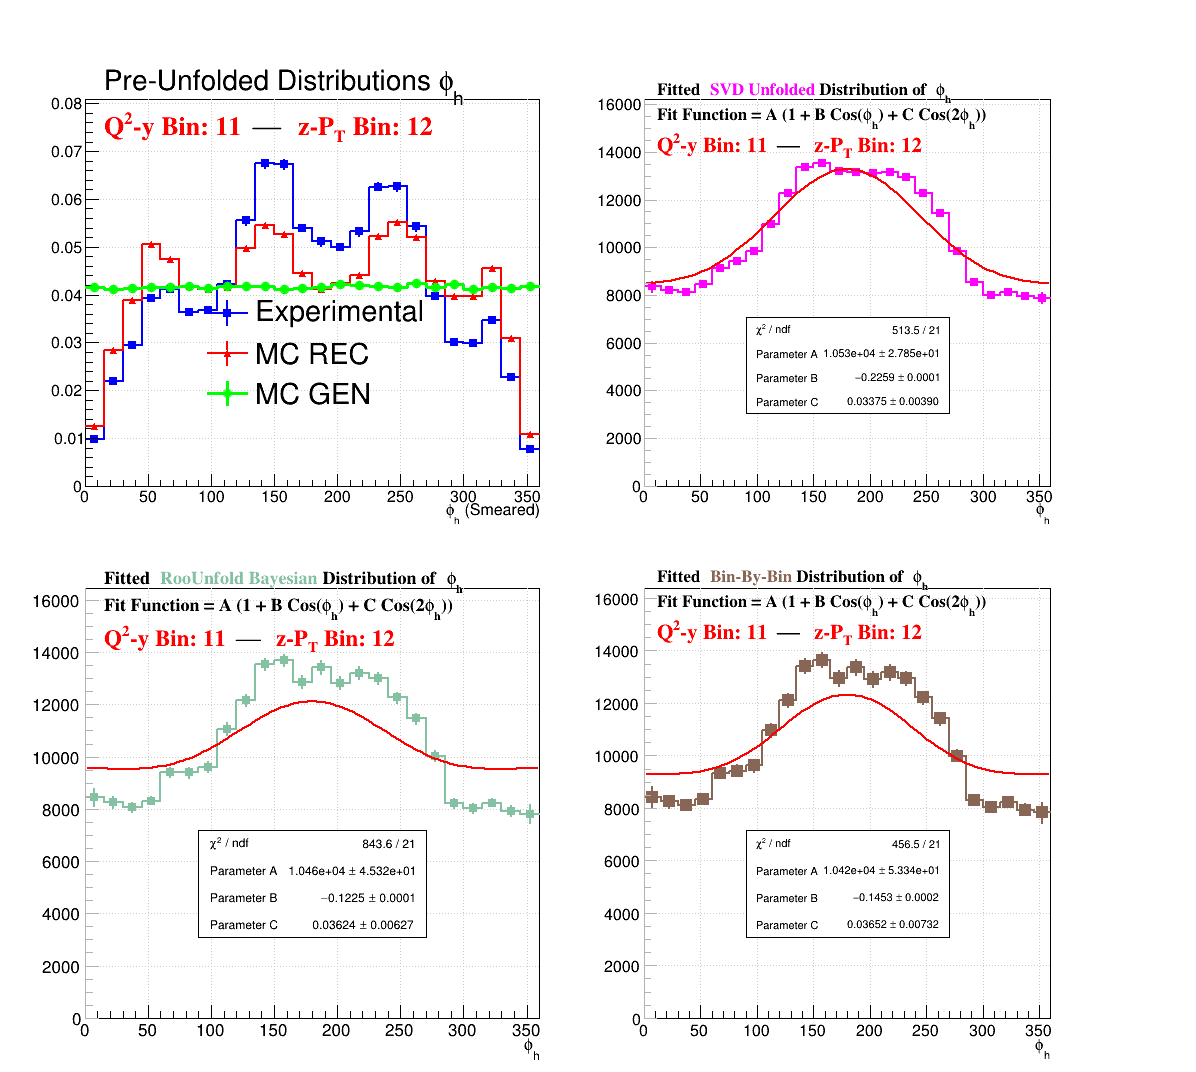 Pre-Unfolded Distributions ϕh
Q²-y Bin: 11 — z-PT Bin: 12
0.08
0.07
0.06
0.05
0.04
0.03
0.02
0.01
0
Experimental
MC REC
MC GEN
0 50 100 150 200 250 300 350
ϕh (Smeared)
Fitted SVD Unfolded Distribution of ϕh
Fit Function = A (1 + B Cos(ϕh) + C Cos(2ϕh))
Q²-y Bin: 11 — z-PT Bin: 12
16000
14000
12000
10000
8000
6000
4000
2000
0
χ² / ndf 513.5 / 21
Parameter A 1.053e+04 ± 2.785e+01
Parameter B −0.2259 ± 0.0001
Parameter C 0.03375 ± 0.00390
0 50 100 150 200 250 300 350
ϕh
Fitted RooUnfold Bayesian Distribution of ϕh
Fit Function = A (1 + B Cos(ϕh) + C Cos(2ϕh))
Q²-y Bin: 11 — z-PT Bin: 12
16000
14000
12000
10000
8000
6000
4000
2000
0
χ² / ndf 843.6 / 21
Parameter A 1.046e+04 ± 4.532e+01
Parameter B −0.1225 ± 0.0001
Parameter C 0.03624 ± 0.00627
0 50 100 150 200 250 300 350
ϕh
Fitted Bin-By-Bin Distribution of ϕh
Fit Function = A (1 + B Cos(ϕh) + C Cos(2ϕh))
Q²-y Bin: 11 — z-PT Bin: 12
16000
14000
12000
10000
8000
6000
4000
2000
0
χ² / ndf 456.5 / 21
Parameter A 1.042e+04 ± 5.334e+01
Parameter B −0.1453 ± 0.0002
Parameter C 0.03652 ± 0.00732
0 50 100 150 200 250 300 350
ϕh